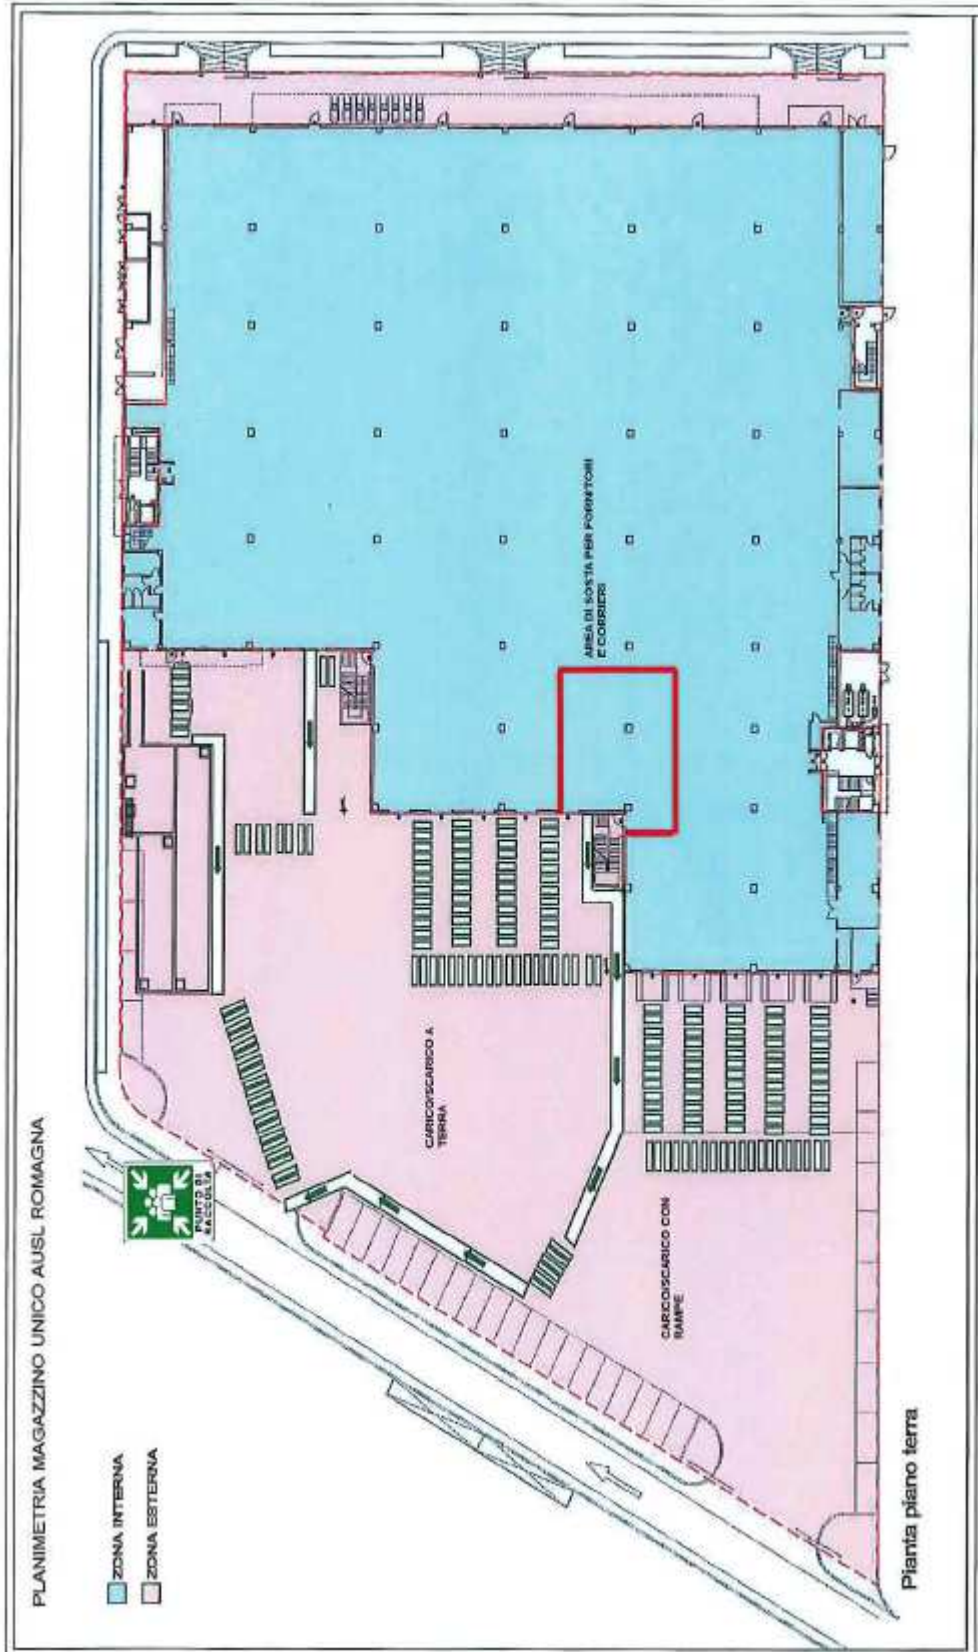 PLANIMETRIA MAGAZZINO UNICO AUSL ROMAGNA
ZONA INTERNA
ZONA ESTERNA
PUNTO DI
RACCOLTA
CARICO/SCARICO A
TERRA
AREA DI SOSTA PER FORNITORI
E CORRIERI
CARICO/SCARICO CON
RAMPE
Pianta piano terra